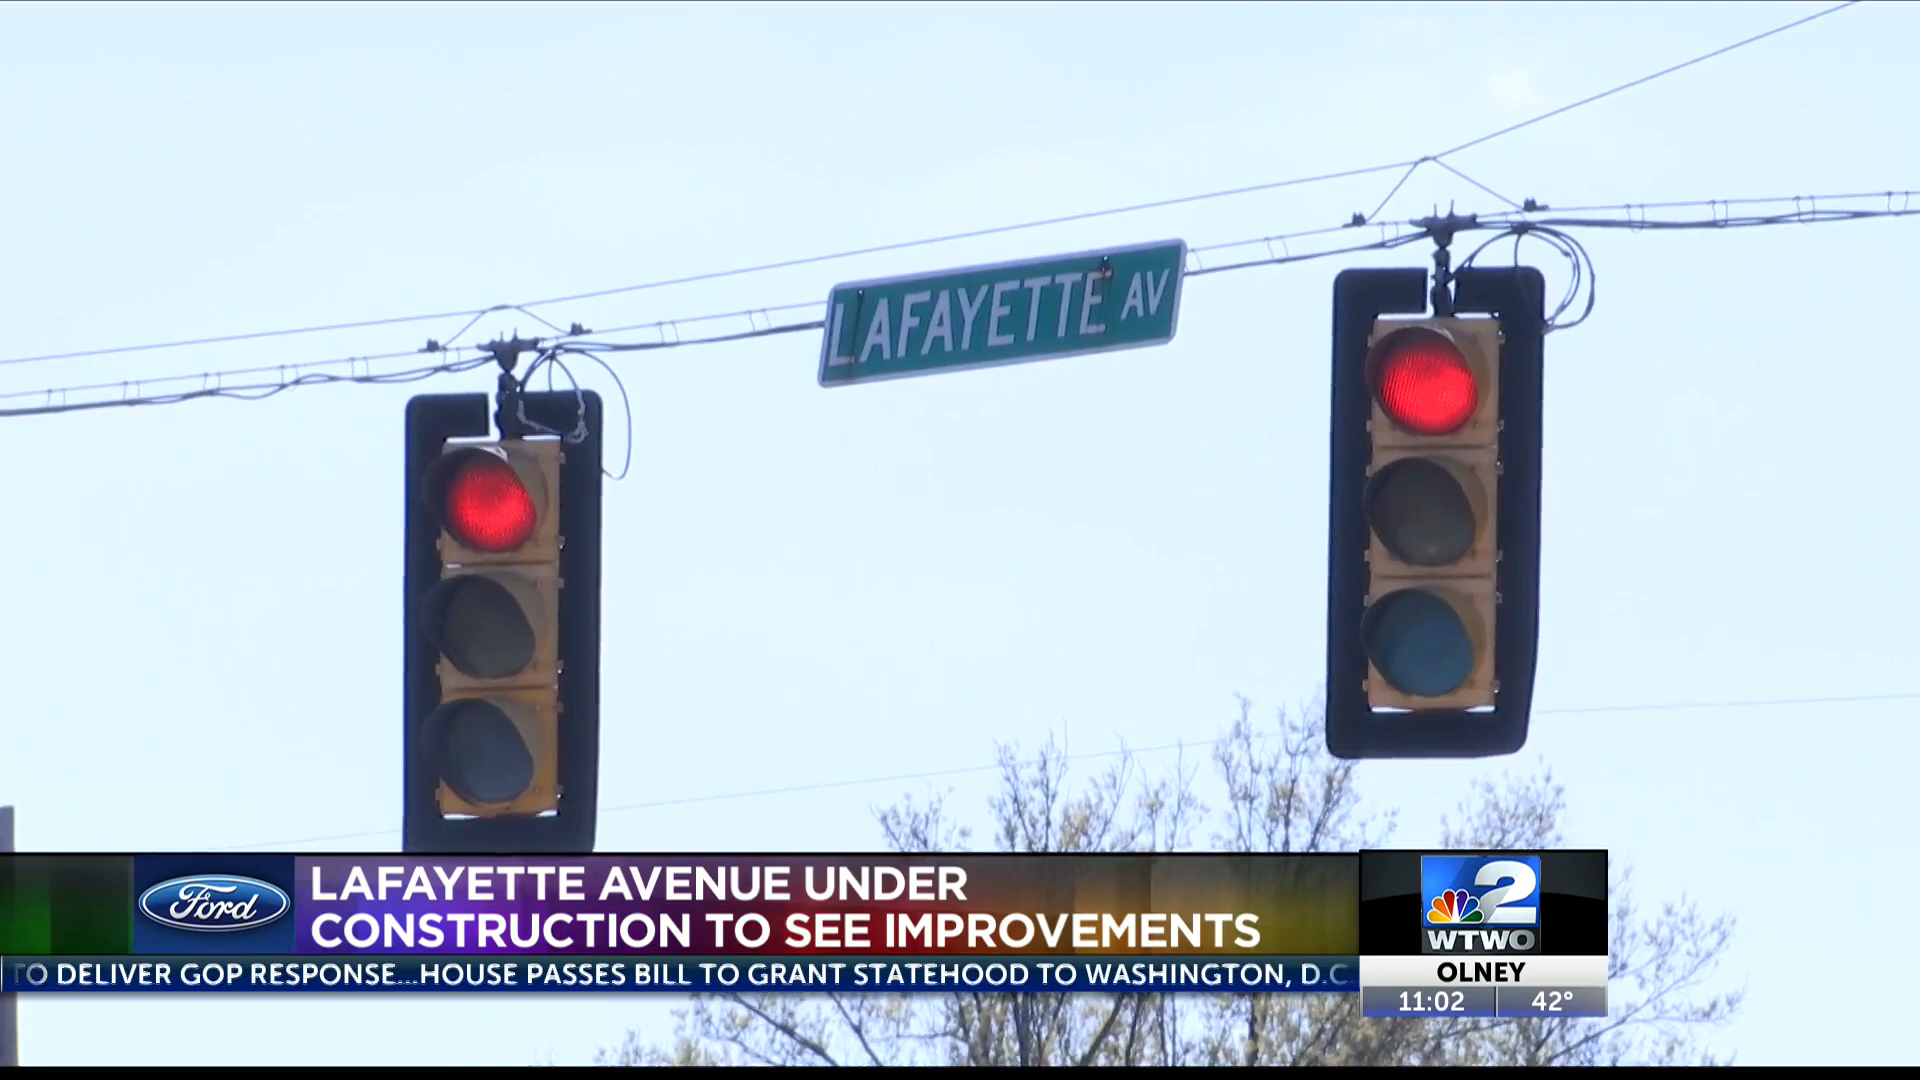 LAFAYETTE AV
Ford
LAFAYETTE AVENUE UNDER
CONSTRUCTION TO SEE IMPROVEMENTS
2
WTWO
TO DELIVER GOP RESPONSE...HOUSE PASSES BILL TO GRANT STATEHOOD TO WASHINGTON, D.C.
OLNEY
11:02 42°